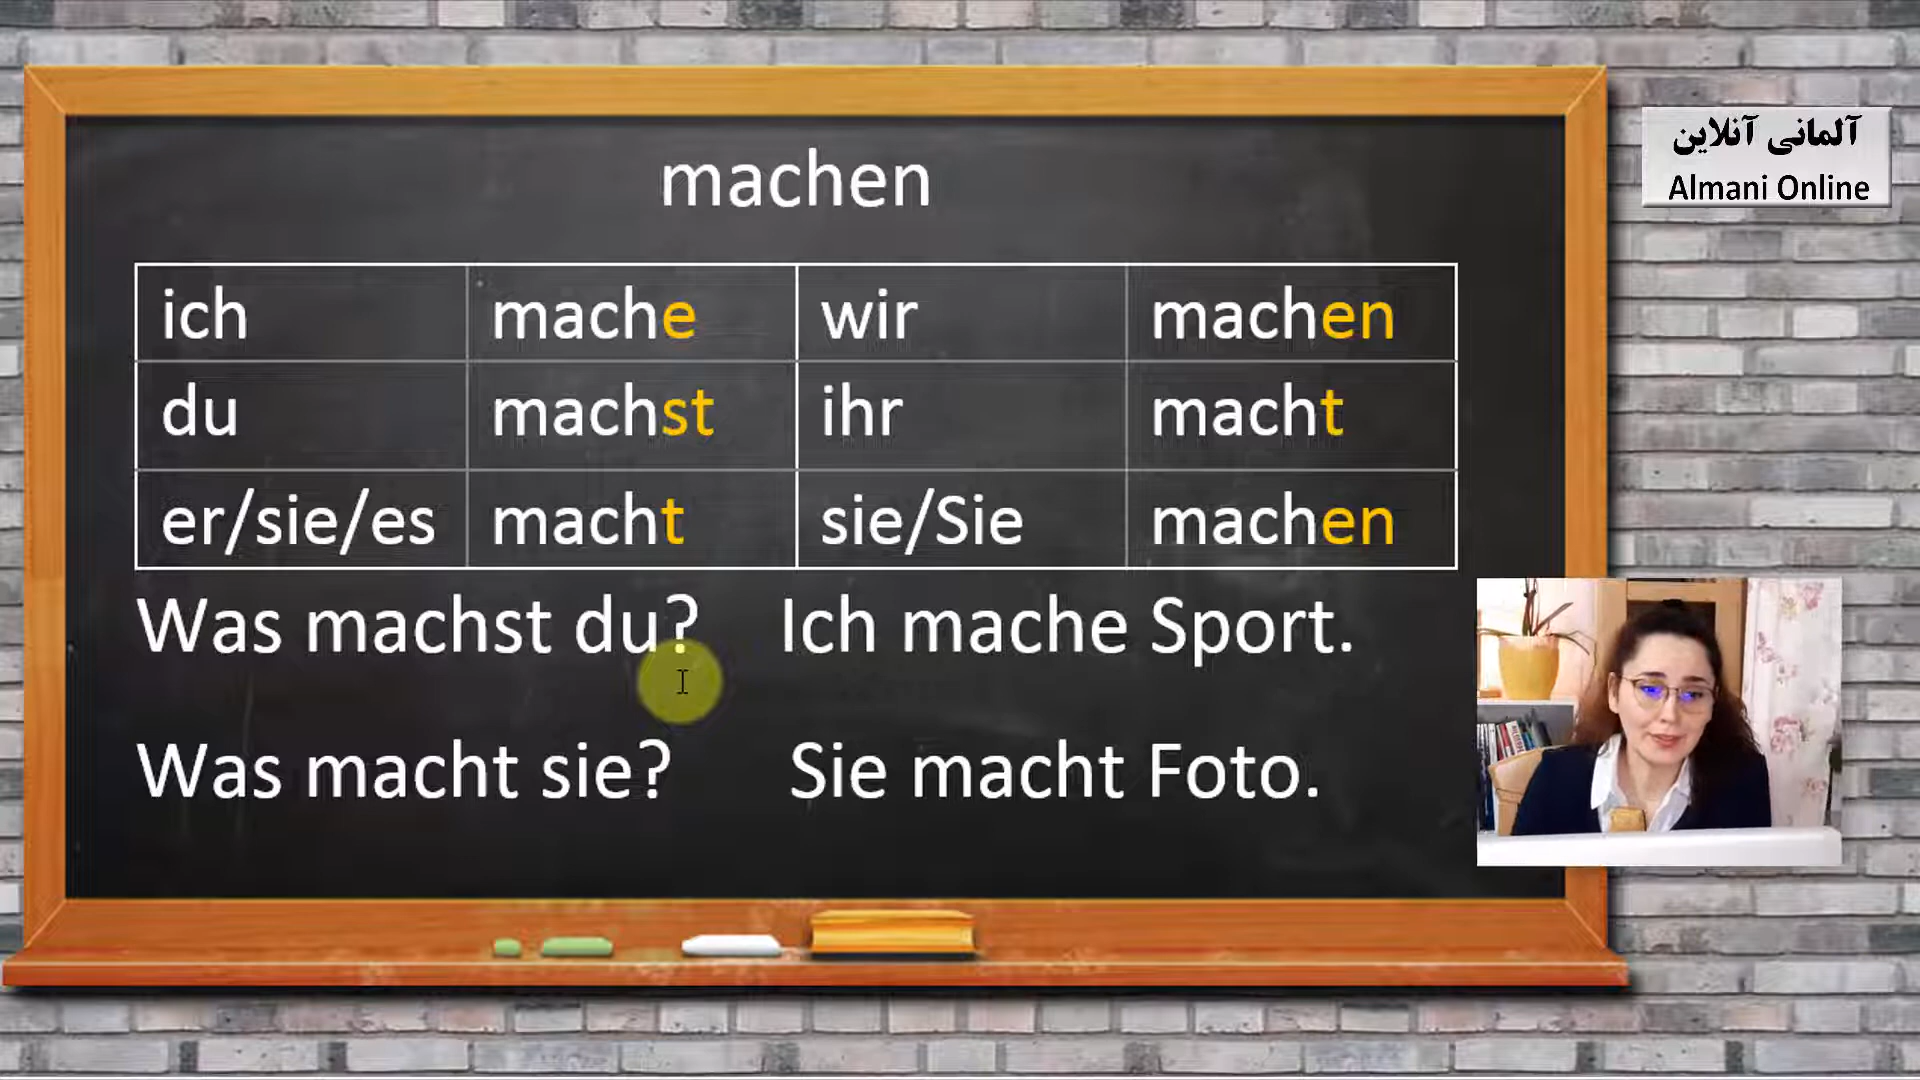 آلمانی آنلاین
Almani Online
machen
ich mache wir machen
du machst ihr macht
er/sie/es macht sie/Sie machen
Was machst du? Ich mache Sport.
Was macht sie? Sie macht Foto.